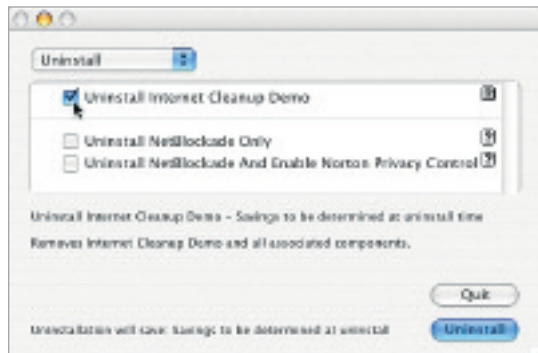 Uninstall
Uninstall Internet Cleanup Demo
Uninstall NetBlockade Only
Uninstall NetBlockade And Enable Norton Privacy Control
Uninstall Internet Cleanup Demo - Savings to be determined at uninstall time
Removes Internet Cleanup Demo and all associated components.
Quit
Uninstallation will save: Savings to be determined at uninstall
Uninstall